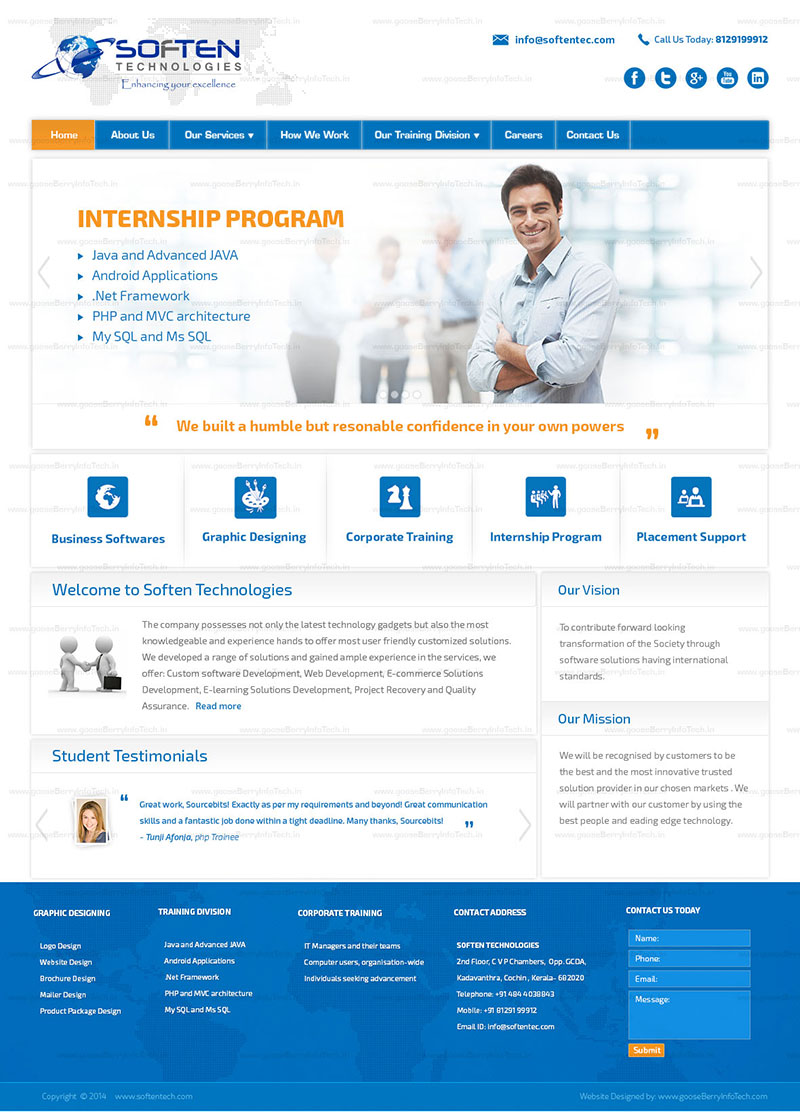 SOFTEN
TECHNOLOGIES
Enhancing your excellence
info@softentec.com
Call Us Today: 8129199912
You
Tube
Home
About Us
Our Services
How We Work
Our Training Division
Careers
Contact Us
INTERNSHIP PROGRAM
Java and Advanced JAVA
Android Applications
.Net Framework
PHP and MVC architecture
My SQL and Ms SQL
“ We built a humble but resonable confidence in your own powers ”
Business Softwares
Graphic Designing
Corporate Training
Internship Program
Placement Support
Welcome to Soften Technologies
The company possesses not only the latest technology gadgets but also the most
knowledgeable and experience hands to offer most user friendly customized solutions.
We developed a range of solutions and gained ample experience in the services, we
offer: Custom software Development, Web Development, E-commerce Solutions
Development, E-learning Solutions Development, Project Recovery and Quality
Assurance. Read more
Our Vision
To contribute forward looking
transformation of the Society through
software solutions having international
standards.
Student Testimonials
“ Great work, Sourcebits! Exactly as per my requirements and beyond! Great communication
skills and a fantastic job done within a tight deadline. Many thanks, Sourcebits! ”
- Tunji Afonja, php Trainee
Our Mission
We will be recognised by customers to be
the best and the most innovative trusted
solution provider in our chosen markets . We
will partner with our customer by using the
best people and eading edge technology.
GRAPHIC DESIGNING
Logo Design
Website Design
Brochure Design
Mailer Design
Product Package Design
TRAINING DIVISION
Java and Advanced JAVA
Android Applications
.Net Framework
PHP and MVC architecture
My SQL and Ms SQL
CORPORATE TRAINING
IT Managers and their teams
Computer users, organisation-wide
Individuals seeking advancement
CONTACT ADDRESS
SOFTEN TECHNOLOGIES
2nd Floor, C V P Chambers, Opp. GCDA,
Kadavanthra, Cochin , Kerala- 682020
Telephone: +91 484 4038843
Mobile: +91 81291 99912
Email ID: info@softentec.com
CONTACT US TODAY
Name:
Phone:
Email:
Message:
Submit
Copyright © 2014 www.softentech.com
Website Designed by: www.gooseBerryInfoTech.com
www.gooseBerryInfoTech.in